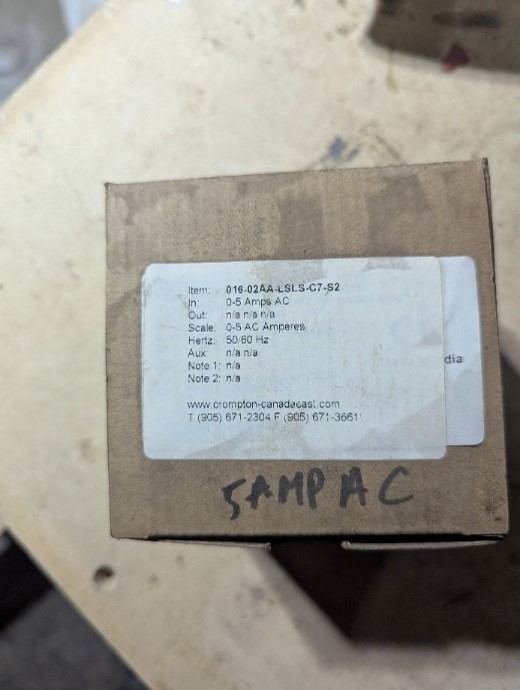 Item: 016-02AA-LSLS-C7-S2
In: 0-5 Amps AC
Out: n/a n/a n/a
Scale: 0-5 AC Amperes
Hertz: 50/60 Hz
Aux: n/a n/a
Note 1: n/a
Note 2: n/a
www.crompton-canadaeast.com
T (905) 671-2304 F (905) 671-3661
dia
5 AMP AC